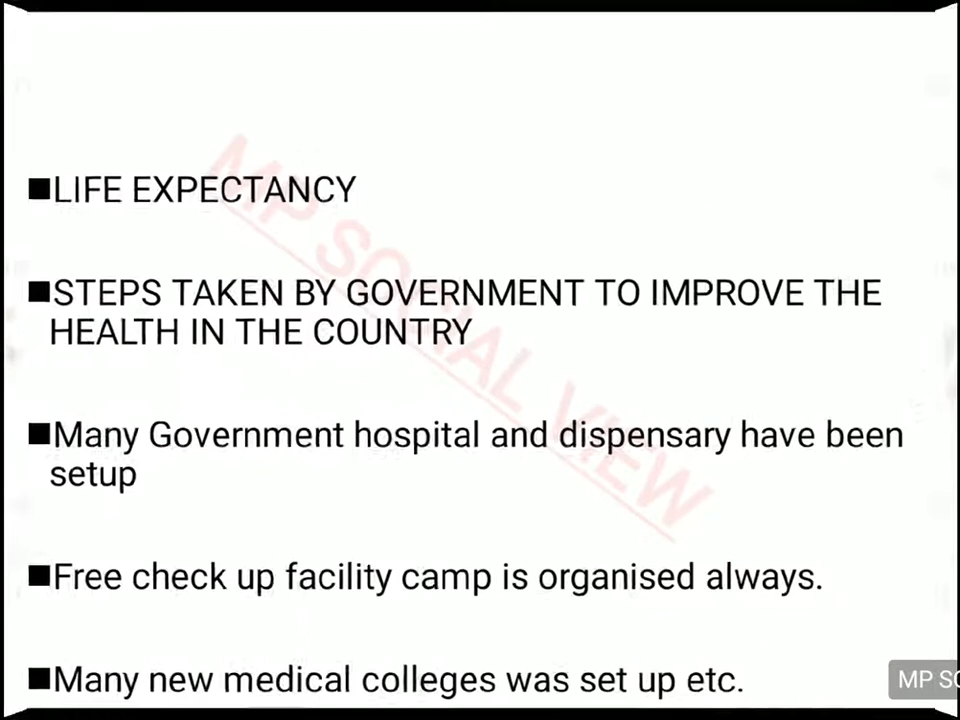 ■LIFE EXPECTANCY
■STEPS TAKEN BY GOVERNMENT TO IMPROVE THE
HEALTH IN THE COUNTRY
■Many Government hospital and dispensary have been
setup
■Free check up facility camp is organised always.
■Many new medical colleges was set up etc.
MP SOCIAL VIEW
MP SO